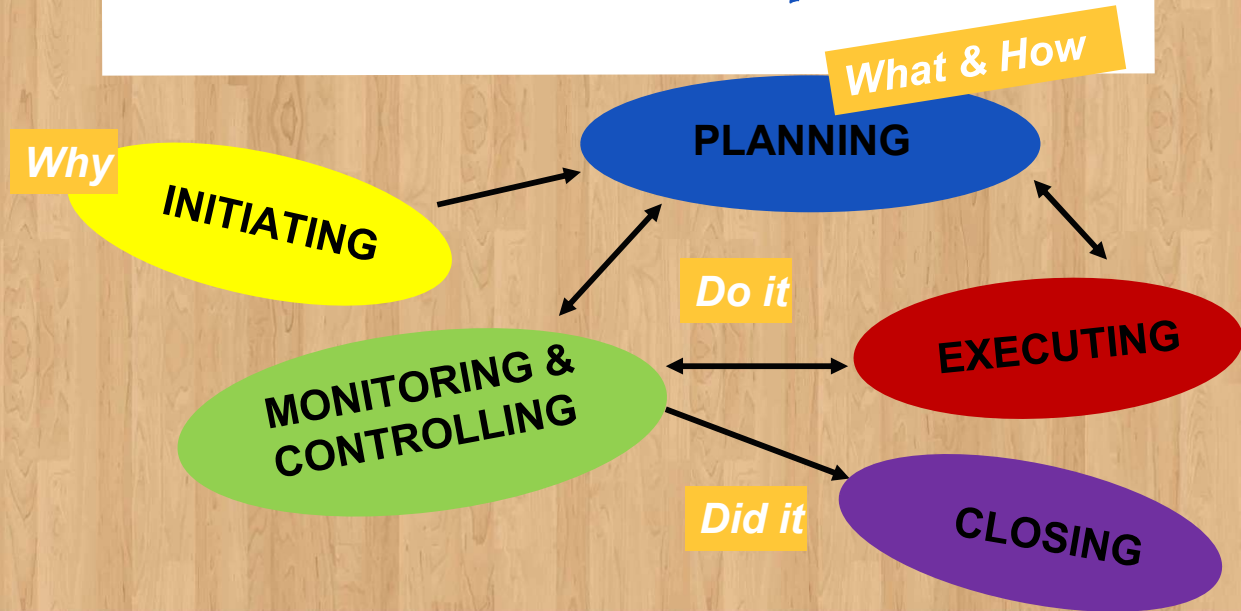 What & How
PLANNING
Why
INITIATING
Do it
EXECUTING
MONITORING &
CONTROLLING
Did it
CLOSING